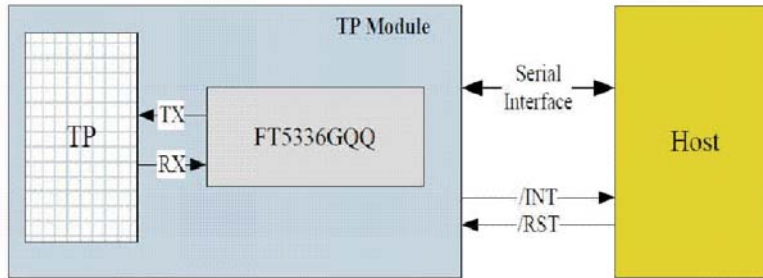 TP Module
TP
TX
RX
FT5336GQQ
Serial
Interface
/INT
/RST
Host